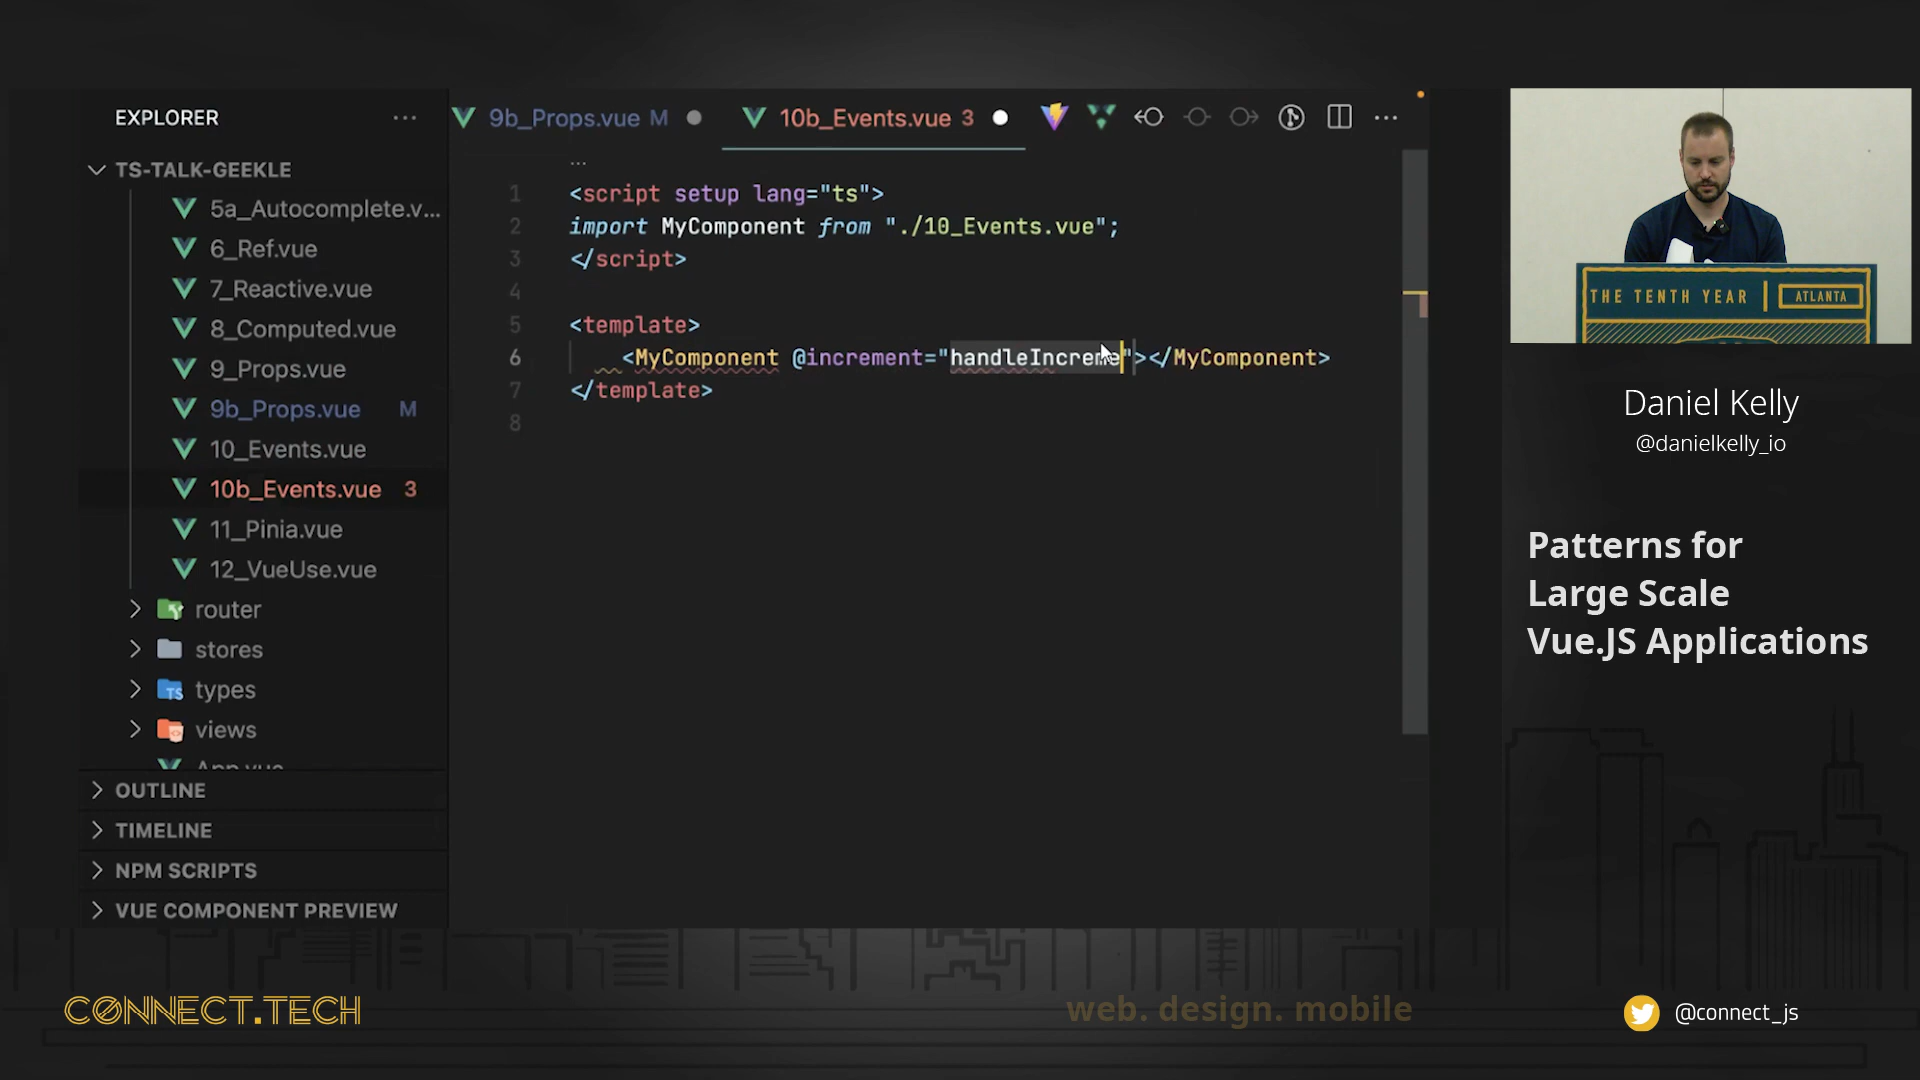 EXPLORER ...
TS-TALK-GEEKLE
5a_Autocomplete.v...
6_Ref.vue
7_Reactive.vue
8_Computed.vue
9_Props.vue
9b_Props.vue M
10_Events.vue
10b_Events.vue 3
11_Pinia.vue
12_VueUse.vue
router
stores
types
views
App.vue
OUTLINE
TIMELINE
NPM SCRIPTS
VUE COMPONENT PREVIEW
9b_Props.vue M
10b_Events.vue 3
...
1 <script setup lang="ts">
2 import MyComponent from "./10_Events.vue";
3 </script>
4
5 <template>
6 <MyComponent @increment="handleIncreme"></MyComponent>
7 </template>
8
THE TENTH YEAR | ATLANTA
Daniel Kelly
@danielkelly_io
Patterns for
Large Scale
Vue.JS Applications
CONNECT.TECH
web. design. mobile
@connect_js